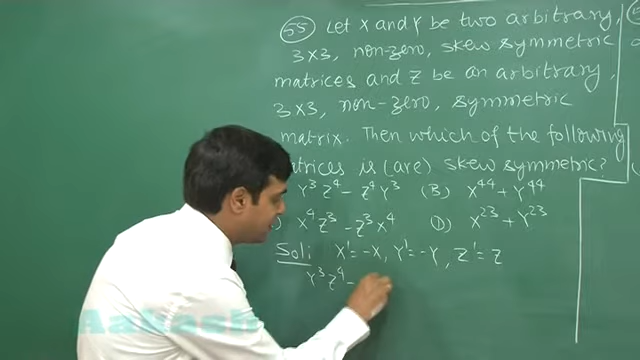 55 Let X and Y be two arbitrary,
3×3, non-zero, skew symmetric
matrices and Z be an arbitrary,
3×3, non-zero, symmetric
matrix. Then which of the following
matrices is (are) skew symmetric?
Y³Z⁴ - Z⁴Y³ (B) X⁴⁴ + Y⁴⁴
) X⁴Z³ - Z³X⁴ (D) X²³ + Y²³
Sol: X' = -X, Y' = -Y, Z' = Z
Y³Z⁴ -
Aakash